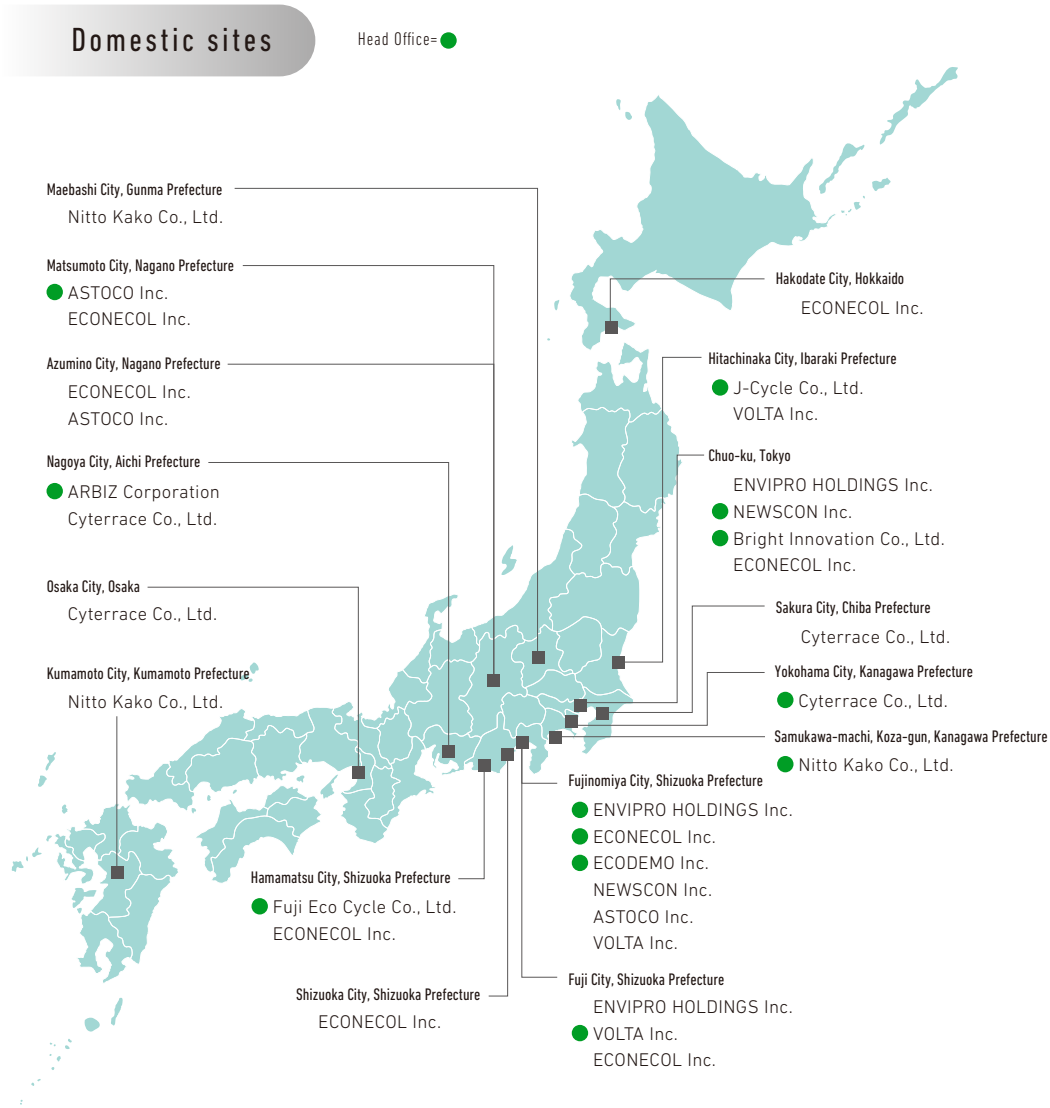 Domestic sites
Head Office=
Maebashi City, Gunma Prefecture
Nitto Kako Co., Ltd.
Matsumoto City, Nagano Prefecture
ASTOCO Inc.
ECONECOL Inc.
Azumino City, Nagano Prefecture
ECONECOL Inc.
ASTOCO Inc.
Nagoya City, Aichi Prefecture
ARBIZ Corporation
Cyterrace Co., Ltd.
Osaka City, Osaka
Cyterrace Co., Ltd.
Kumamoto City, Kumamoto Prefecture
Nitto Kako Co., Ltd.
Hakodate City, Hokkaido
ECONECOL Inc.
Hitachinaka City, Ibaraki Prefecture
J-Cycle Co., Ltd.
VOLTA Inc.
Chuo-ku, Tokyo
ENVIPRO HOLDINGS Inc.
NEWSCON Inc.
Bright Innovation Co., Ltd.
ECONECOL Inc.
Sakura City, Chiba Prefecture
Cyterrace Co., Ltd.
Yokohama City, Kanagawa Prefecture
Cyterrace Co., Ltd.
Samukawa-machi, Koza-gun, Kanagawa Prefecture
Nitto Kako Co., Ltd.
Fujinomiya City, Shizuoka Prefecture
ENVIPRO HOLDINGS Inc.
ECONECOL Inc.
ECODEMO Inc.
NEWSCON Inc.
ASTOCO Inc.
VOLTA Inc.
Hamamatsu City, Shizuoka Prefecture
Fuji Eco Cycle Co., Ltd.
ECONECOL Inc.
Shizuoka City, Shizuoka Prefecture
ECONECOL Inc.
Fuji City, Shizuoka Prefecture
ENVIPRO HOLDINGS Inc.
VOLTA Inc.
ECONECOL Inc.